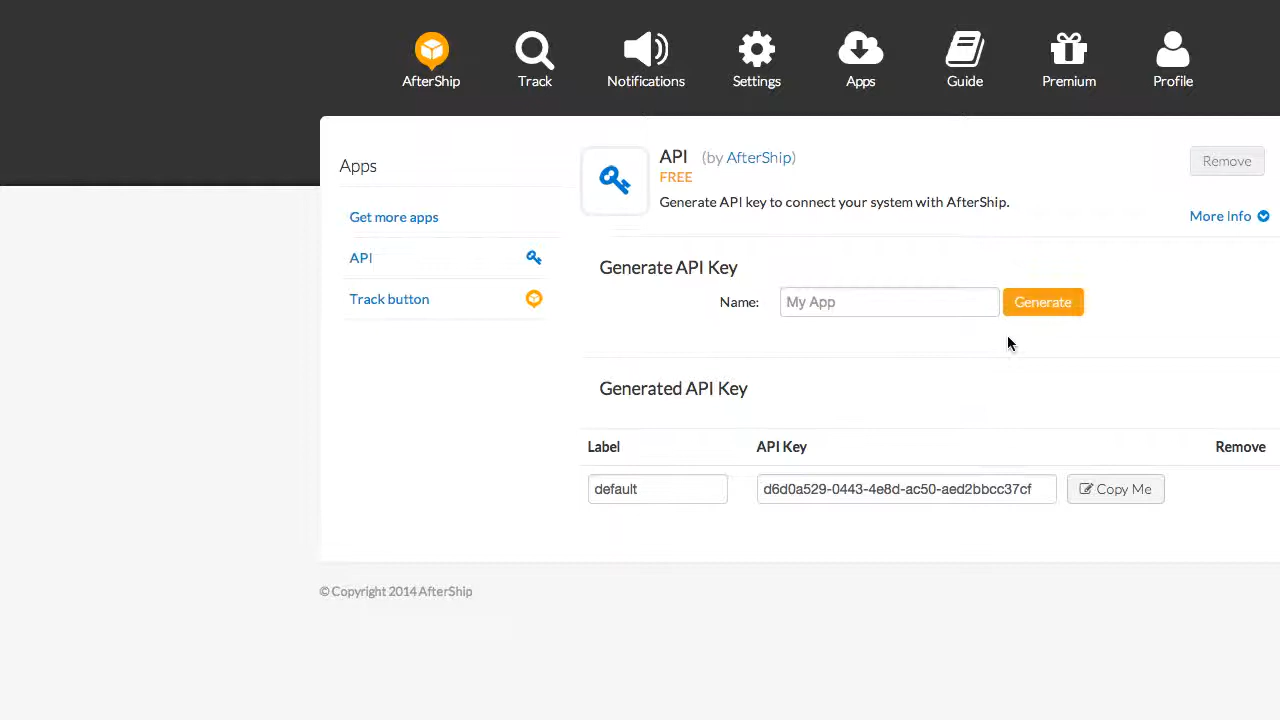 AfterShip Track Notifications Settings Apps Guide Premium Profile
Apps
Get more apps
API
Track button
API (by AfterShip)
FREE
Generate API key to connect your system with AfterShip.
Remove
More Info
Generate API Key
Name: My App Generate
Generated API Key
Label API Key Remove
default d6d0a529-0443-4e8d-ac50-aed2bbcc37cf Copy Me
© Copyright 2014 AfterShip